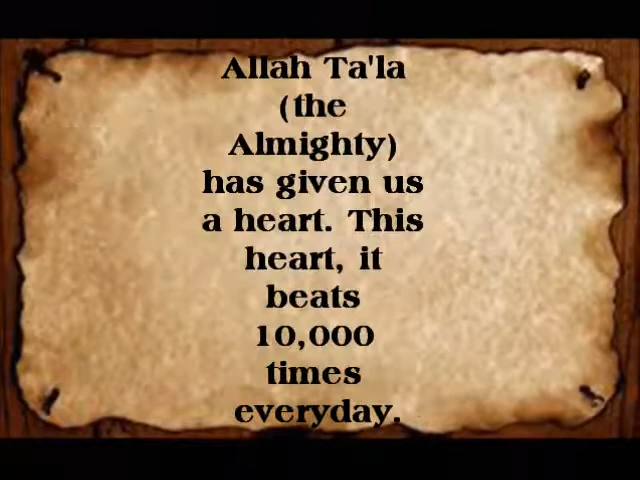 Allah Ta'la
(the
Almighty)
has given us
a heart. This
heart, it
beats
10,000
times
everyday.